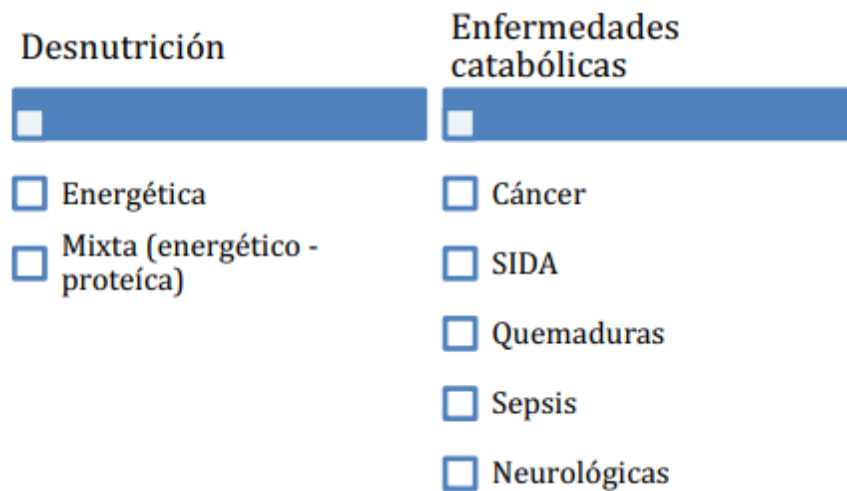 Desnutrición
Energética
Mixta (energético -
proteíca)
Enfermedades
catabólicas
Cáncer
SIDA
Quemaduras
Sepsis
Neurológicas